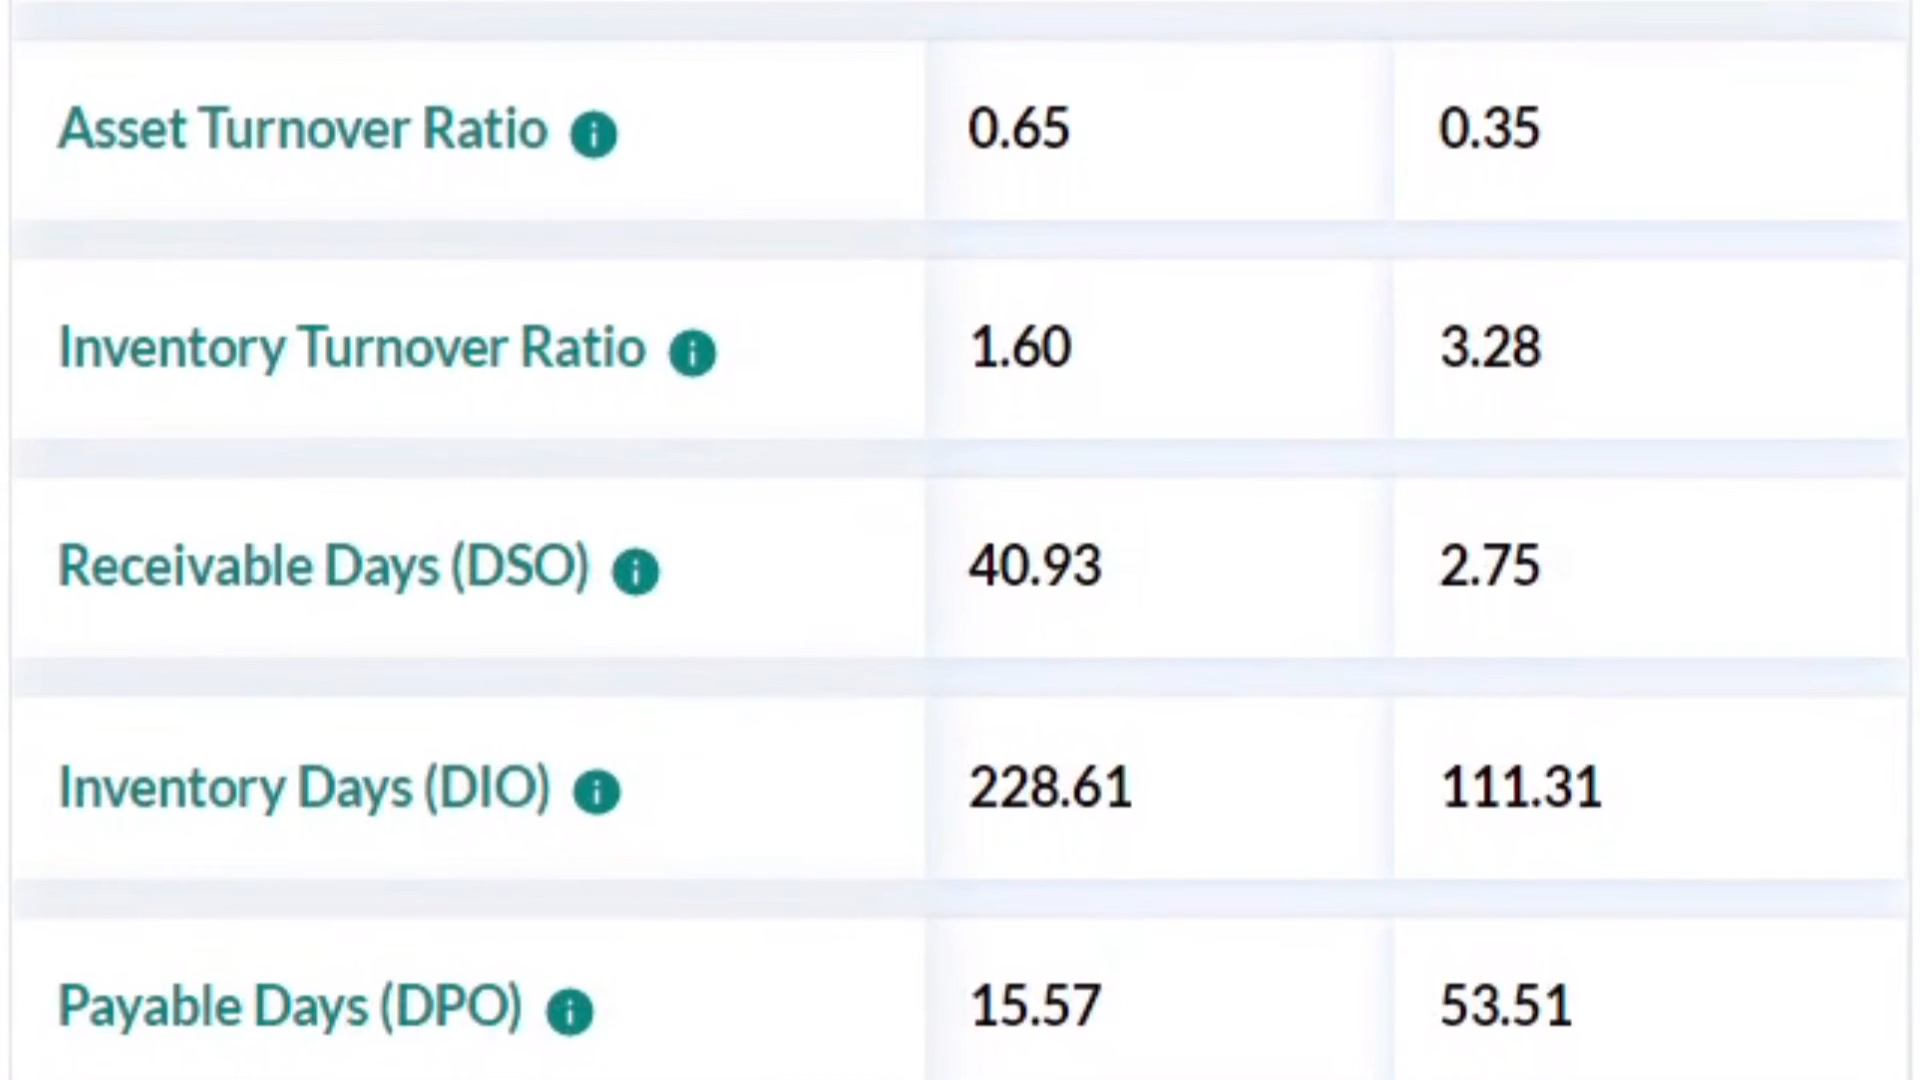 Asset Turnover Ratio i 0.65 0.35
Inventory Turnover Ratio i 1.60 3.28
Receivable Days (DSO) i 40.93 2.75
Inventory Days (DIO) i 228.61 111.31
Payable Days (DPO) i 15.57 53.51